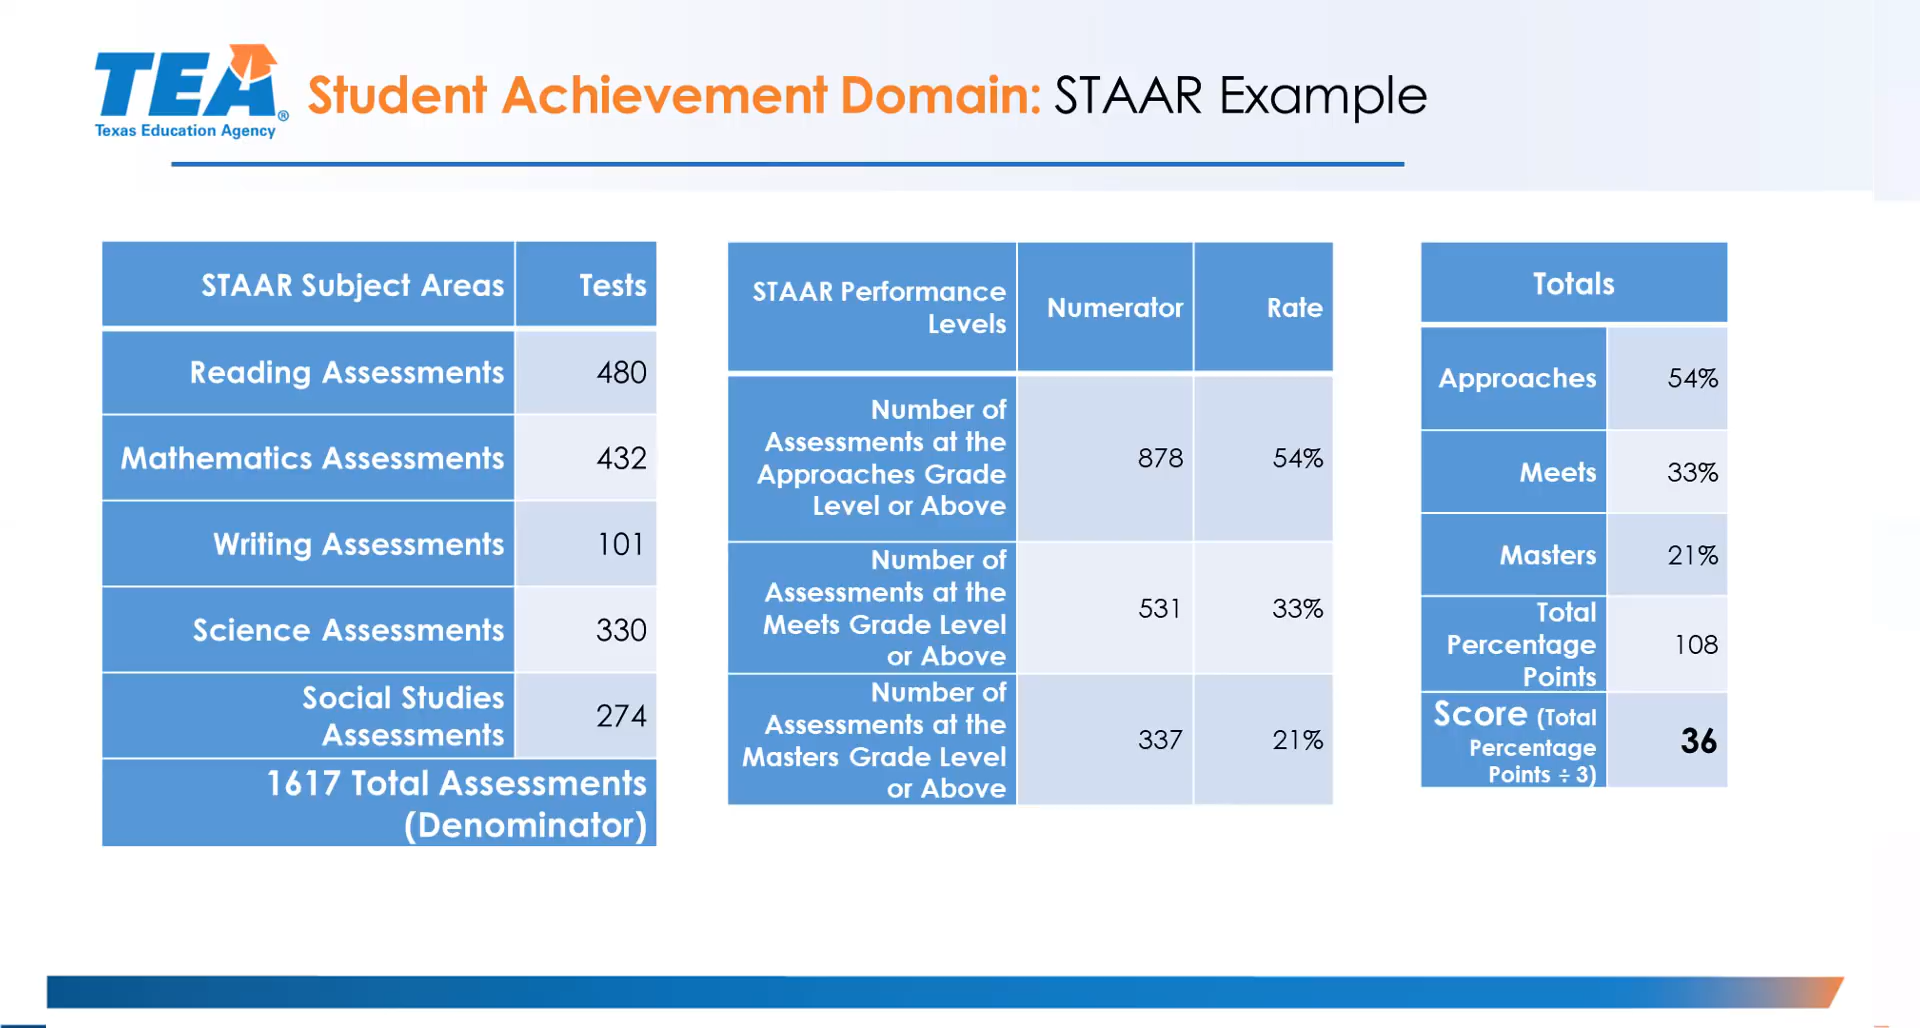 TEA®
Texas Education Agency
Student Achievement Domain: STAAR Example
STAAR Subject Areas Tests
Reading Assessments 480
Mathematics Assessments 432
Writing Assessments 101
Science Assessments 330
Social Studies
Assessments 274
1617 Total Assessments
(Denominator)
STAAR Performance
Levels Numerator Rate
Number of
Assessments at the
Approaches Grade
Level or Above 878 54%
Number of
Assessments at the
Meets Grade Level
or Above 531 33%
Number of
Assessments at the
Masters Grade Level
or Above 337 21%
Totals
Approaches 54%
Meets 33%
Masters 21%
Total
Percentage
Points 108
Score (Total
Percentage
Points ÷ 3) 36